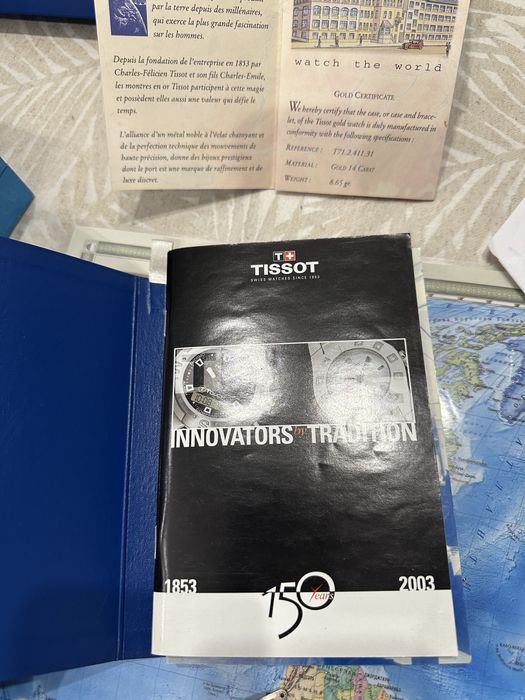 par la terre depuis des millénaires,
qui exerce la plus grande fascination
sur les hommes.
Depuis la fondation de l'entreprise en 1853 par
Charles-Félicien Tissot et son fils Charles-Emile,
les montres en or Tissot participent à cette magie
et possèdent elles aussi une valeur qui défie le
temps.
L'alliance d'un métal noble à l'éclat chatoyant et
de la perfection technique des mouvements de
haute précision, donne des bijoux prestigieux
dont le port est une marque de raffinement et de
luxe discret.
watch the world
GOLD CERTIFICATE
We hereby certify that the case, or case and brace-
let, of the Tissot gold watch is duly manufactured in
conformity with the following specifications:
REFERENCE : T71.2.411.31
MATERIAL : GOLD 14 CARAT
WEIGHT : 8.65 gr.
T+
TISSOT
SWISS WATCHES SINCE 1853
INNOVATORS by TRADITION
1853
150 Years
2003